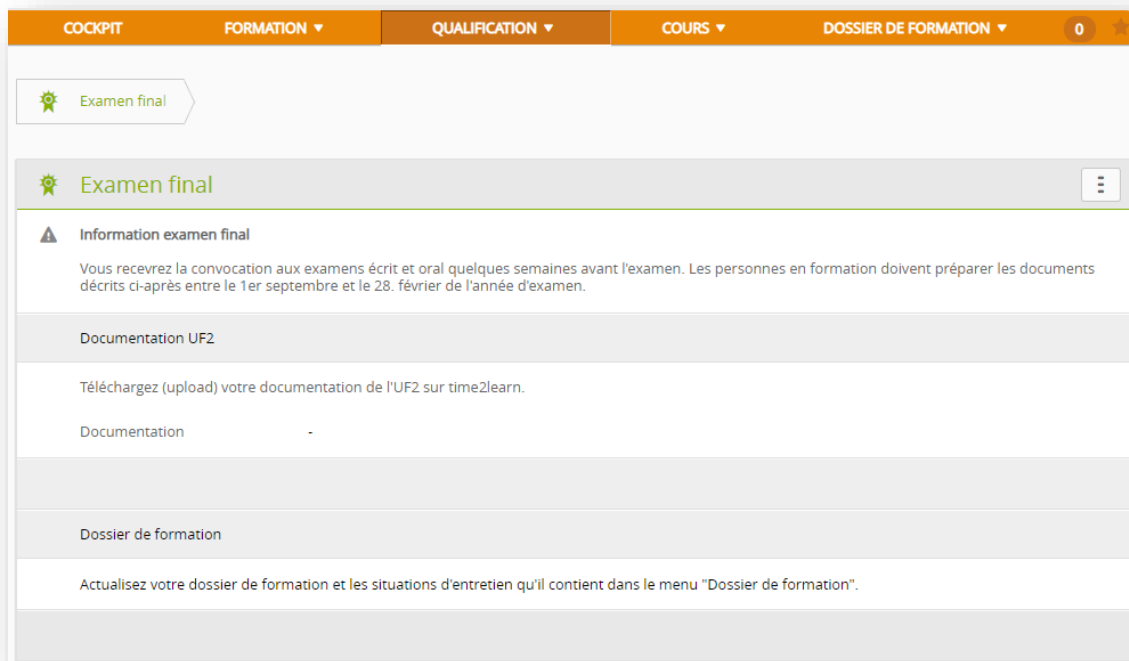 COCKPIT FORMATION ▼ QUALIFICATION ▼ COURS ▼ DOSSIER DE FORMATION ▼ 0
Examen final
Examen final
Information examen final
Vous recevrez la convocation aux examens écrit et oral quelques semaines avant l'examen. Les personnes en formation doivent préparer les documents
décrits ci-après entre le 1er septembre et le 28. février de l'année d'examen.
Documentation UF2
Téléchargez (upload) votre documentation de l'UF2 sur time2learn.
Documentation -
Dossier de formation
Actualisez votre dossier de formation et les situations d'entretien qu'il contient dans le menu "Dossier de formation".